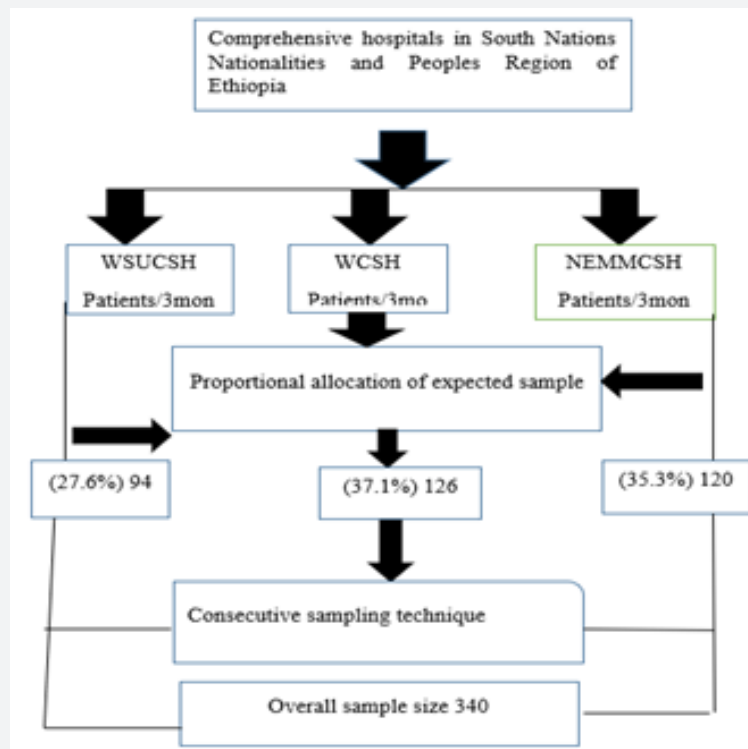 Comprehensive hospitals in South Nations
Nationalities and Peoples Region of
Ethiopia
WSUCSH
Patients/3mon
WCSH
Patients/3mo
NEMMCSH
Patients/3mon
Proportional allocation of expected sample
(27.6%) 94
(37.1%) 126
(35.3%) 120
Consecutive sampling technique
Overall sample size 340